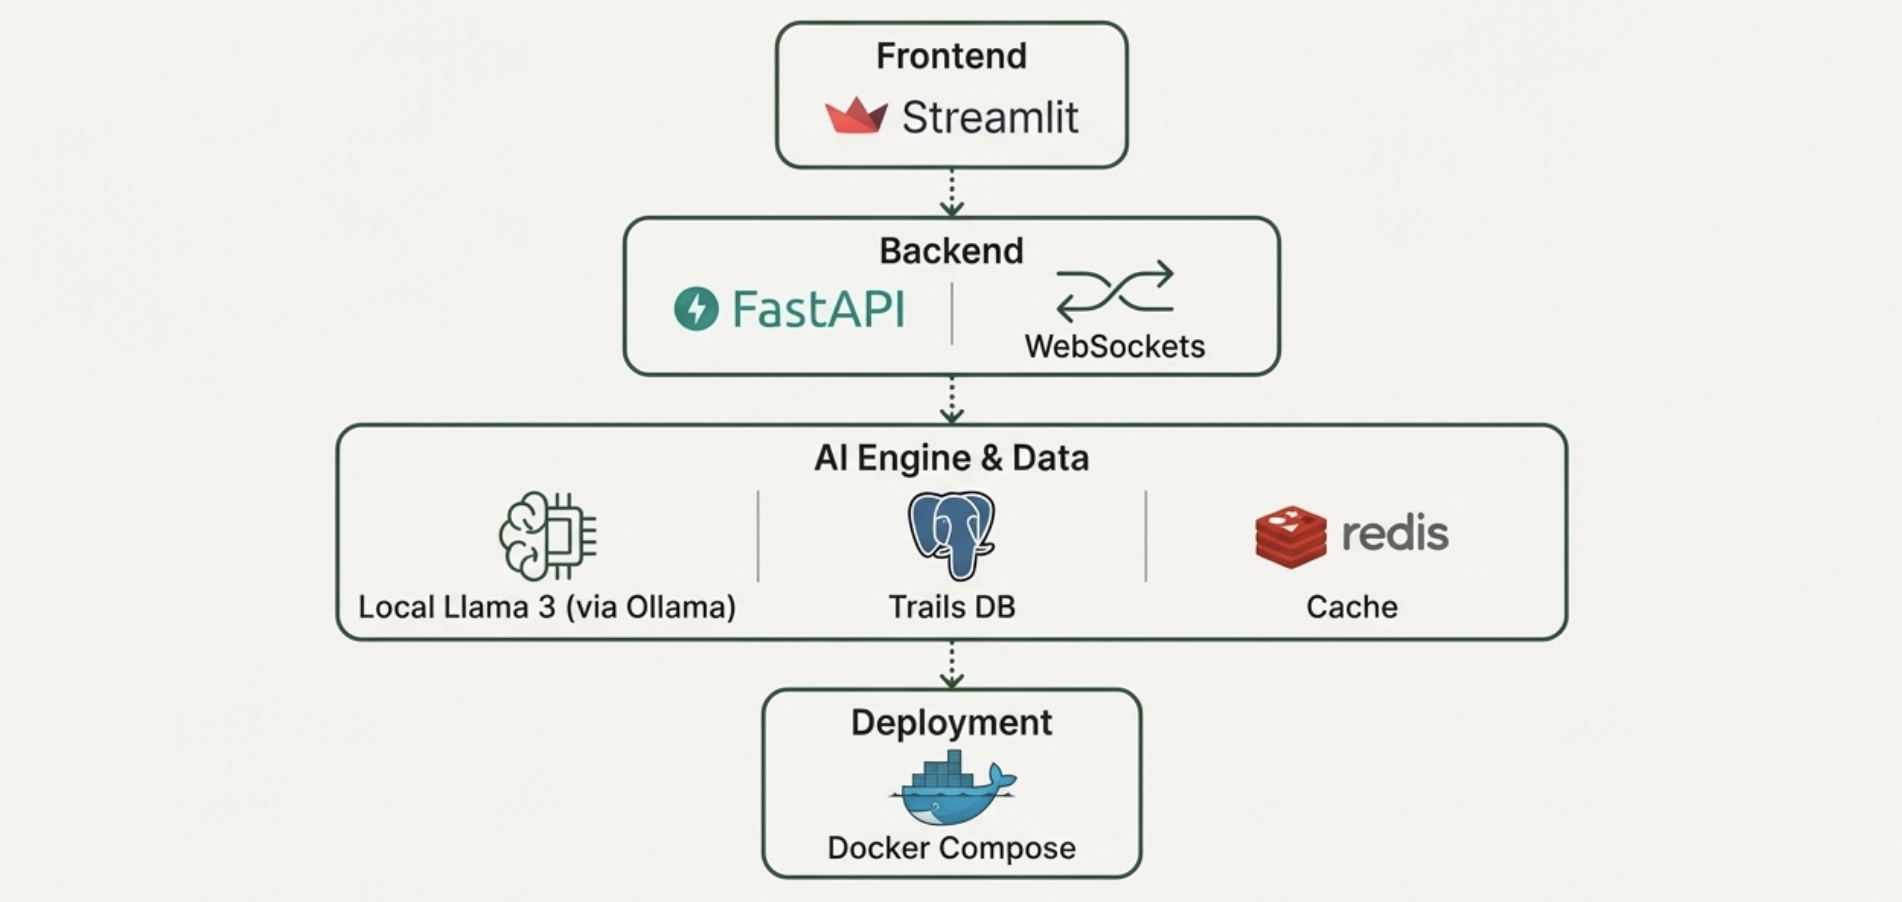 Frontend
Streamlit
Backend
FastAPI
WebSockets
AI Engine & Data
redis
Local Llama 3 (via Ollama)
Trails DB
Cache
Deployment
Docker Compose